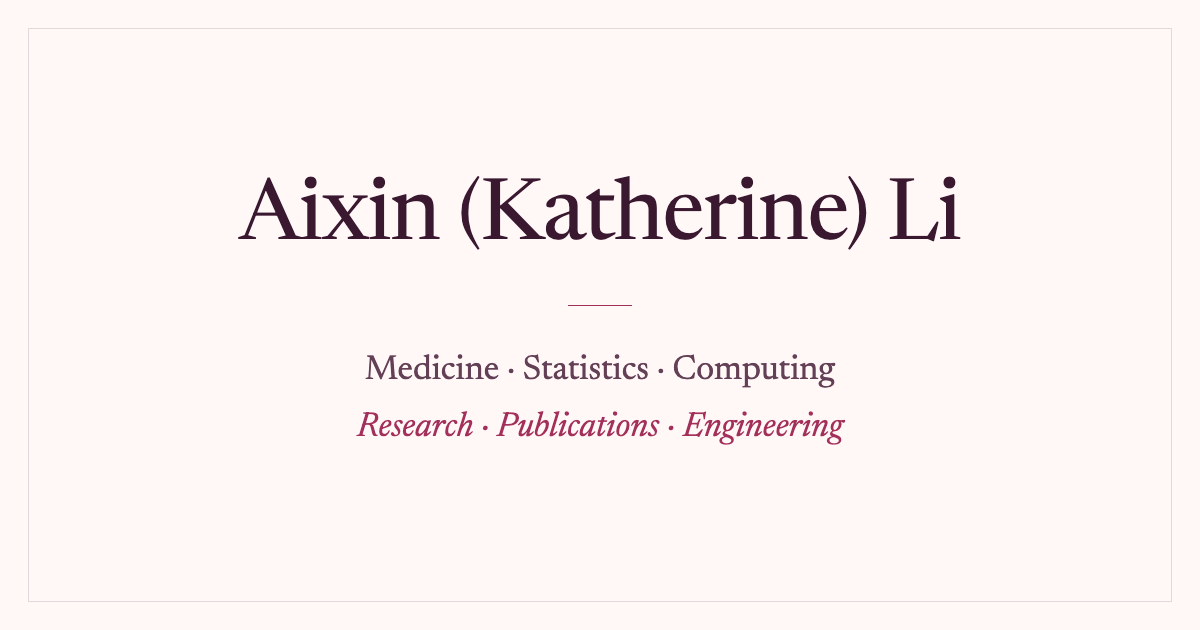 Aixin (Katherine) Li
Medicine · Statistics · Computing
Research · Publications · Engineering